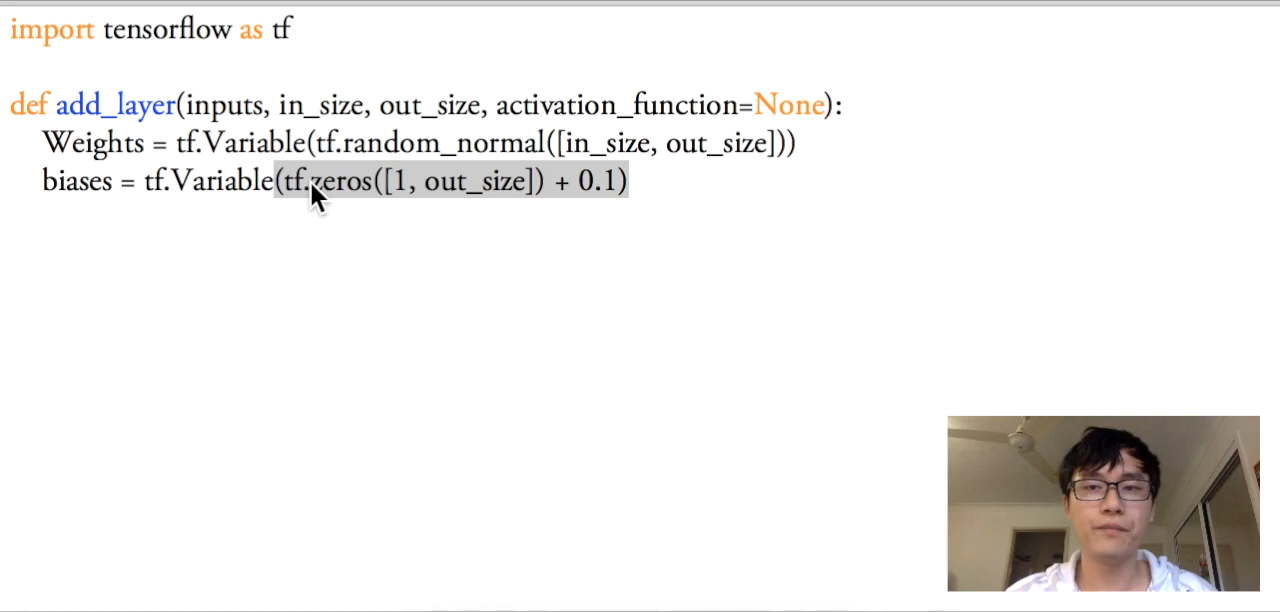 import tensorflow as tf
def add_layer(inputs, in_size, out_size, activation_function=None):
Weights = tf.Variable(tf.random_normal([in_size, out_size]))
biases = tf.Variable(tf.zeros([1, out_size]) + 0.1)